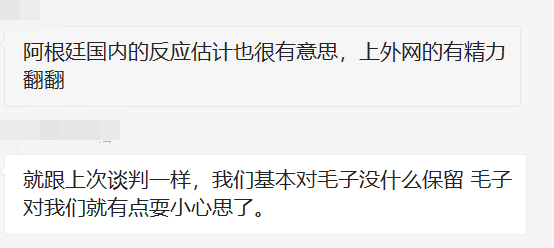 阿根廷国内的反应估计也很有意思，上外网的有精力
翻翻
就跟上次谈判一样，我们基本对毛子没什么保留 毛子
对我们就有点耍小心思了。